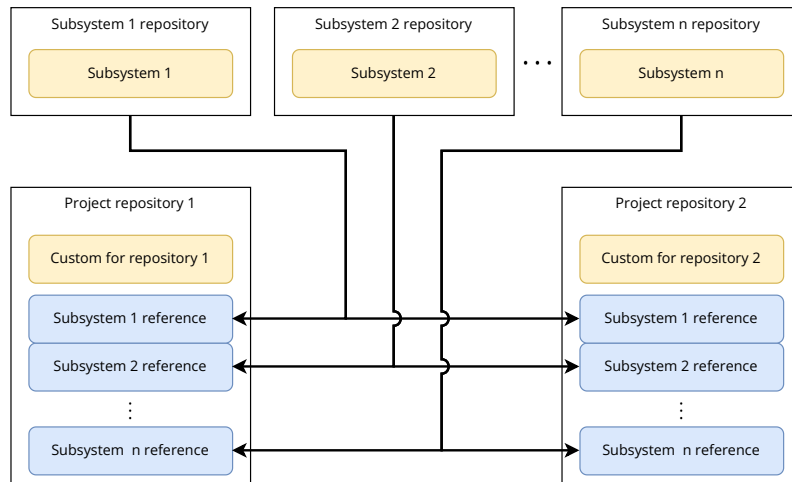 Subsystem 1 repository
Subsystem 1
Subsystem 2 repository
Subsystem 2
...
Subsystem n repository
Subsystem n
Project repository 1
Custom for repository 1
Subsystem 1 reference
Subsystem 2 reference
...
Subsystem n reference
Project repository 2
Custom for repository 2
Subsystem 1 reference
Subsystem 2 reference
...
Subsystem n reference